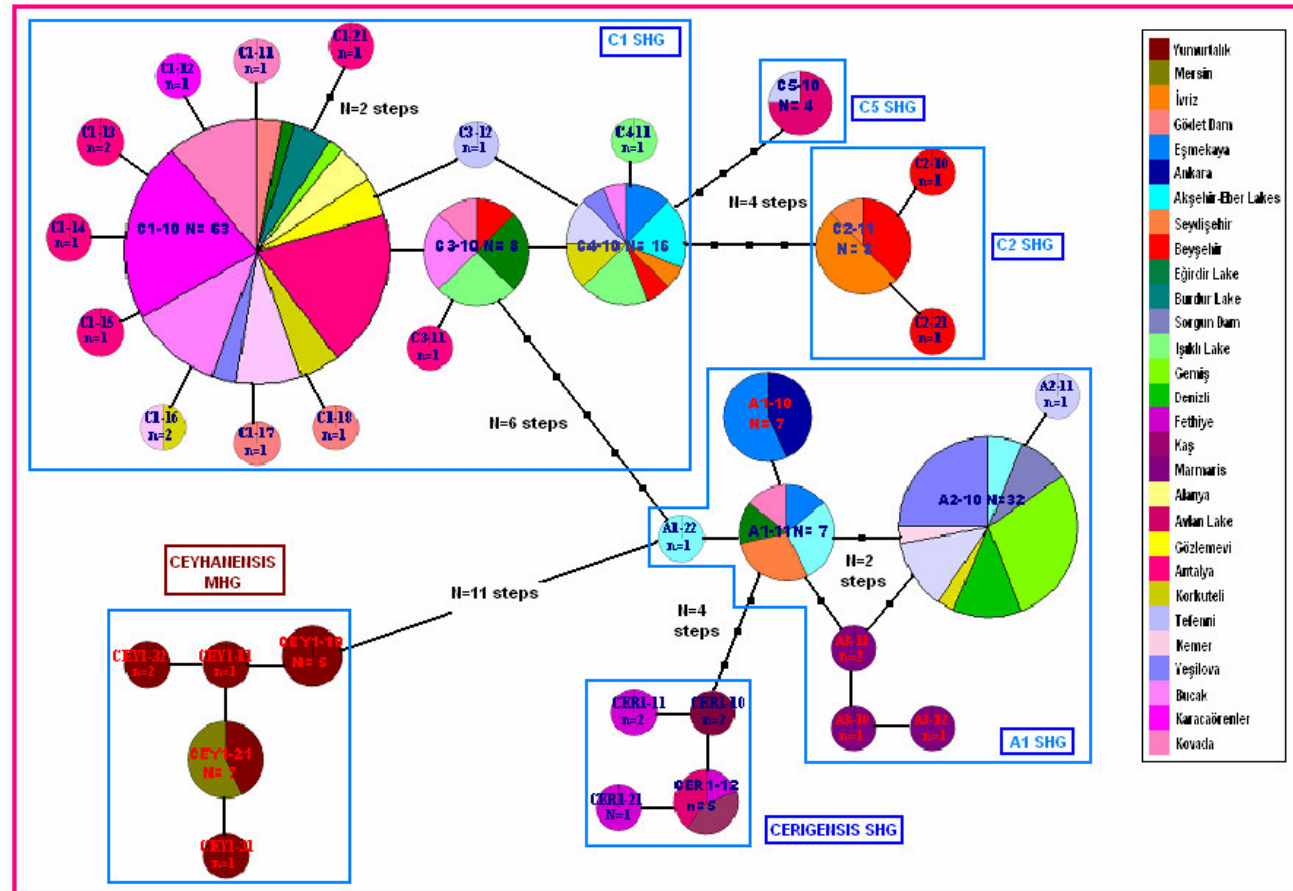 C1 SHG
C1-21
n=1
C1-11
n=1
C1-12
n=1
N=2 steps
C5-10
N= 4
C5 SHG
C1-13
n=2
C3-12
n=1
C4-11
n=1
C2-10
n=1
N=4 steps
C1-14
n=1
C1-10 N= 63
C3-10 N= 8
C4-10 N= 16
C2-11
C2 SHG
C1-15
n=1
C3-11
n=1
C2-21
n=1
C1-16
n=2
C1-17
n=1
C1-18
n=1
N=6 steps
A1-10
N= 7
A2-11
n=1
A2-10 N=32
A1-22
n=1
A1-11N= 7
N=2
steps
CEYHANENSIS
MHG
N=11 steps
N=4
steps
CEY1-32
n=2
CEY1-11
n=1
CEY1-10
N= 5
A3-11
n=2
CER1-11
n=2
CER1-10
n=2
A3-10
n=1
A3-12
n=1
A1 SHG
CEY1-21
N= 7
CER1-21
N=1
CER1-12
n=5
CERIGENSIS SHG
n=1
Yumurtalık
Mersin
İvriz
Gödet Dam
Eşmekaya
Ankara
Akşehir-Eber Lakes
Seydişehir
Beyşehir
Eğirdir Lake
Burdur Lake
Sorgun Dam
Işıklı Lake
Gemiş
Denizli
Fethiye
Kaş
Marmaris
Alanya
Avlan Lake
Gözlemevi
Antalya
Korkuteli
Tefenni
Kemer
Yeşilova
Bucak
Karacaörenler
Kovada